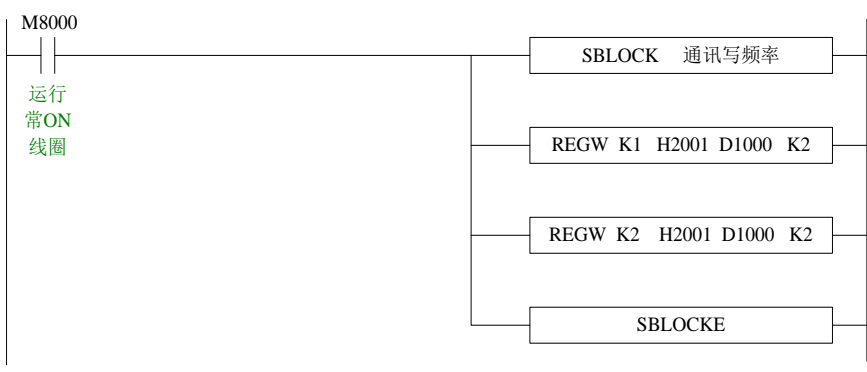 M8000
SBLOCK 通讯写频率
运行
常ON
线圈
REGW K1 H2001 D1000 K2
REGW K2 H2001 D1000 K2
SBLOCKE